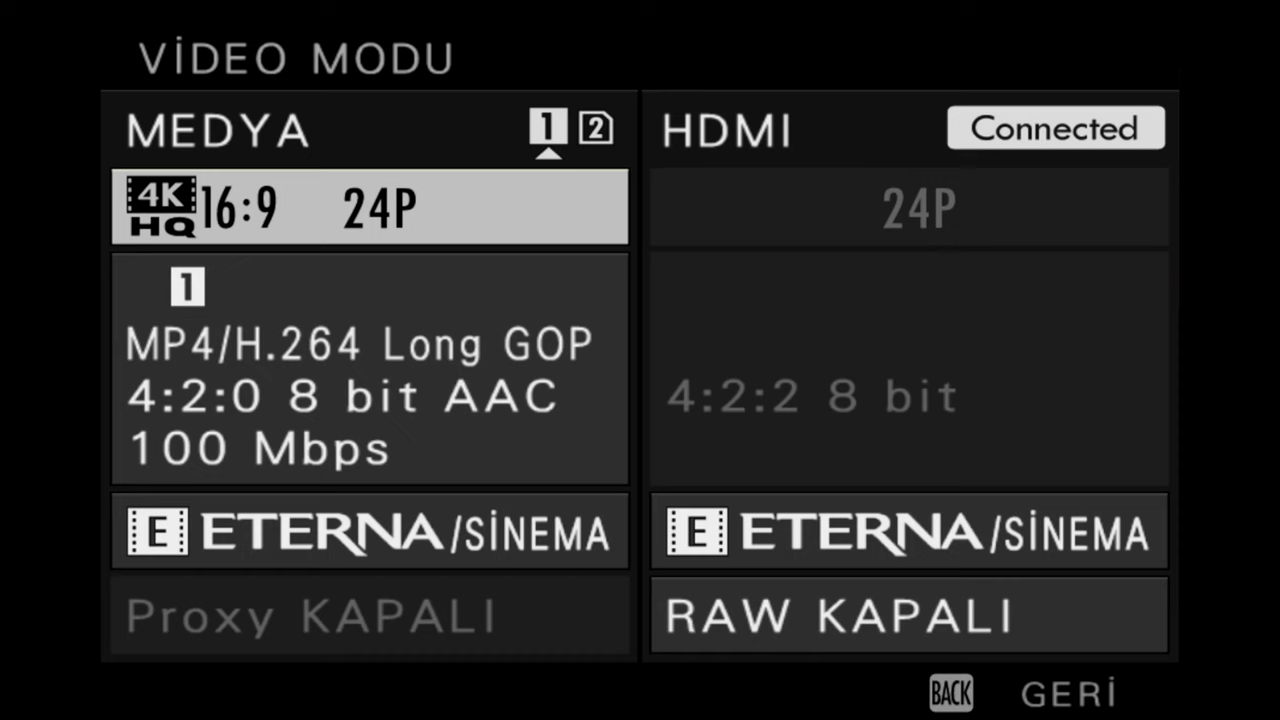 VİDEO MODU
MEDYA 1 2
4K HQ 16:9 24P
1
MP4/H.264 Long GOP
4:2:0 8 bit AAC
100 Mbps
E ETERNA/SİNEMA
Proxy KAPALI
HDMI Connected
24P
4:2:2 8 bit
E ETERNA/SİNEMA
RAW KAPALI
BACK GERİ